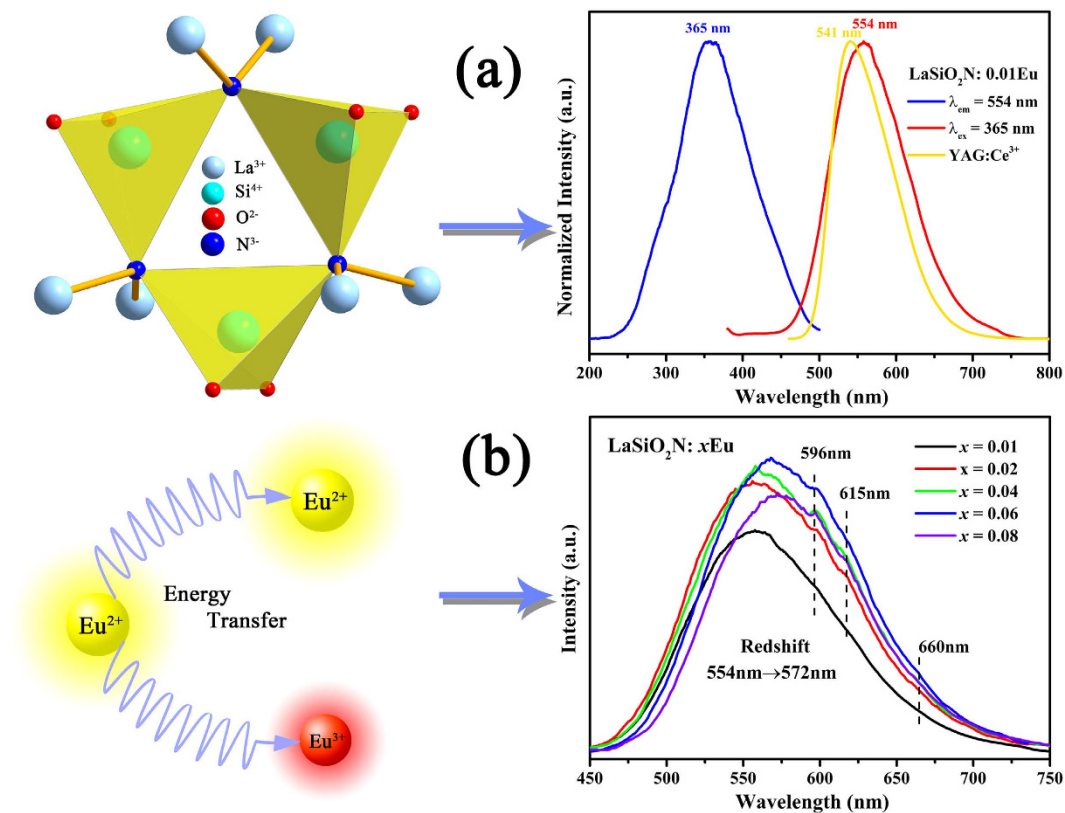 (a)
La³⁺
Si⁴⁺
O²⁻
N³⁻
365 nm
554 nm
541 nm
LaSiO₂N: 0.01Eu
λₑₘ = 554 nm
λₑₓ = 365 nm
YAG:Ce³⁺
Normalized Intensity (a.u.)
200 300 400 500 600 700 800
Wavelength (nm)
(b)
Eu²⁺
Energy
Transfer
Eu²⁺
Eu³⁺
LaSiO₂N: xEu
596nm
615nm
660nm
x = 0.01
x = 0.02
x = 0.04
x = 0.06
x = 0.08
Redshift
554nm→572nm
Intensity (a.u.)
450 500 550 600 650 700 750
Wavelength (nm)